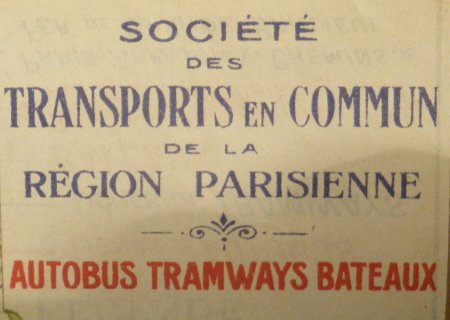 SOCIÉTÉ
DES
TRANSPORTS EN COMMUN
DE LA
RÉGION PARISIENNE
AUTOBUS TRAMWAYS BATEAUX